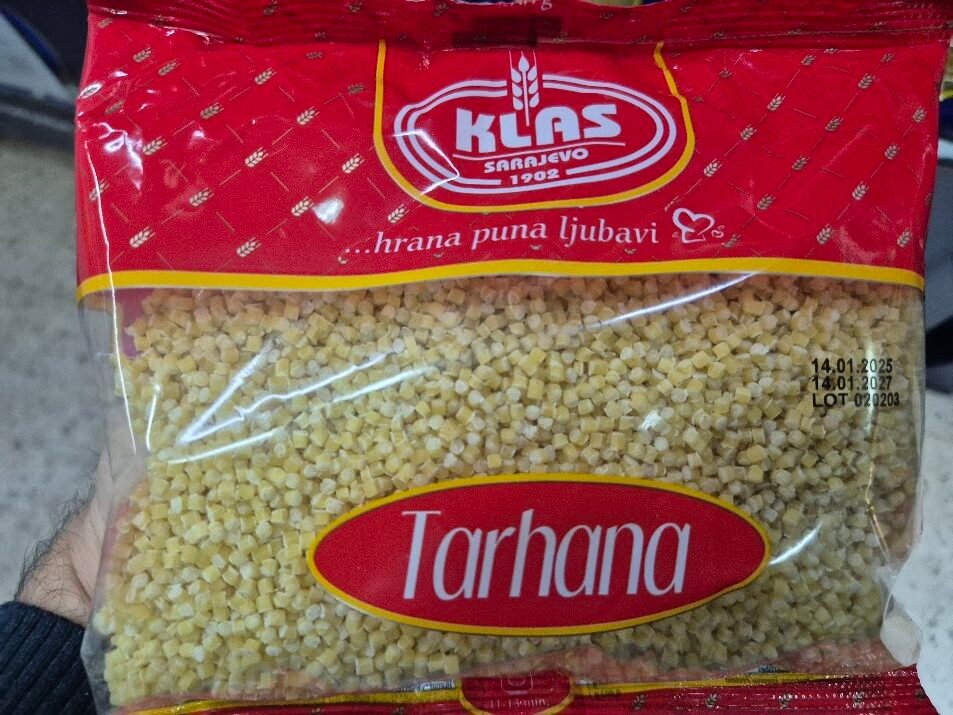 KLAS
SARAJEVO
1902
...hrana puna ljubavi
14.01.2025
14.01.2027
LOT 020203
Tarhana